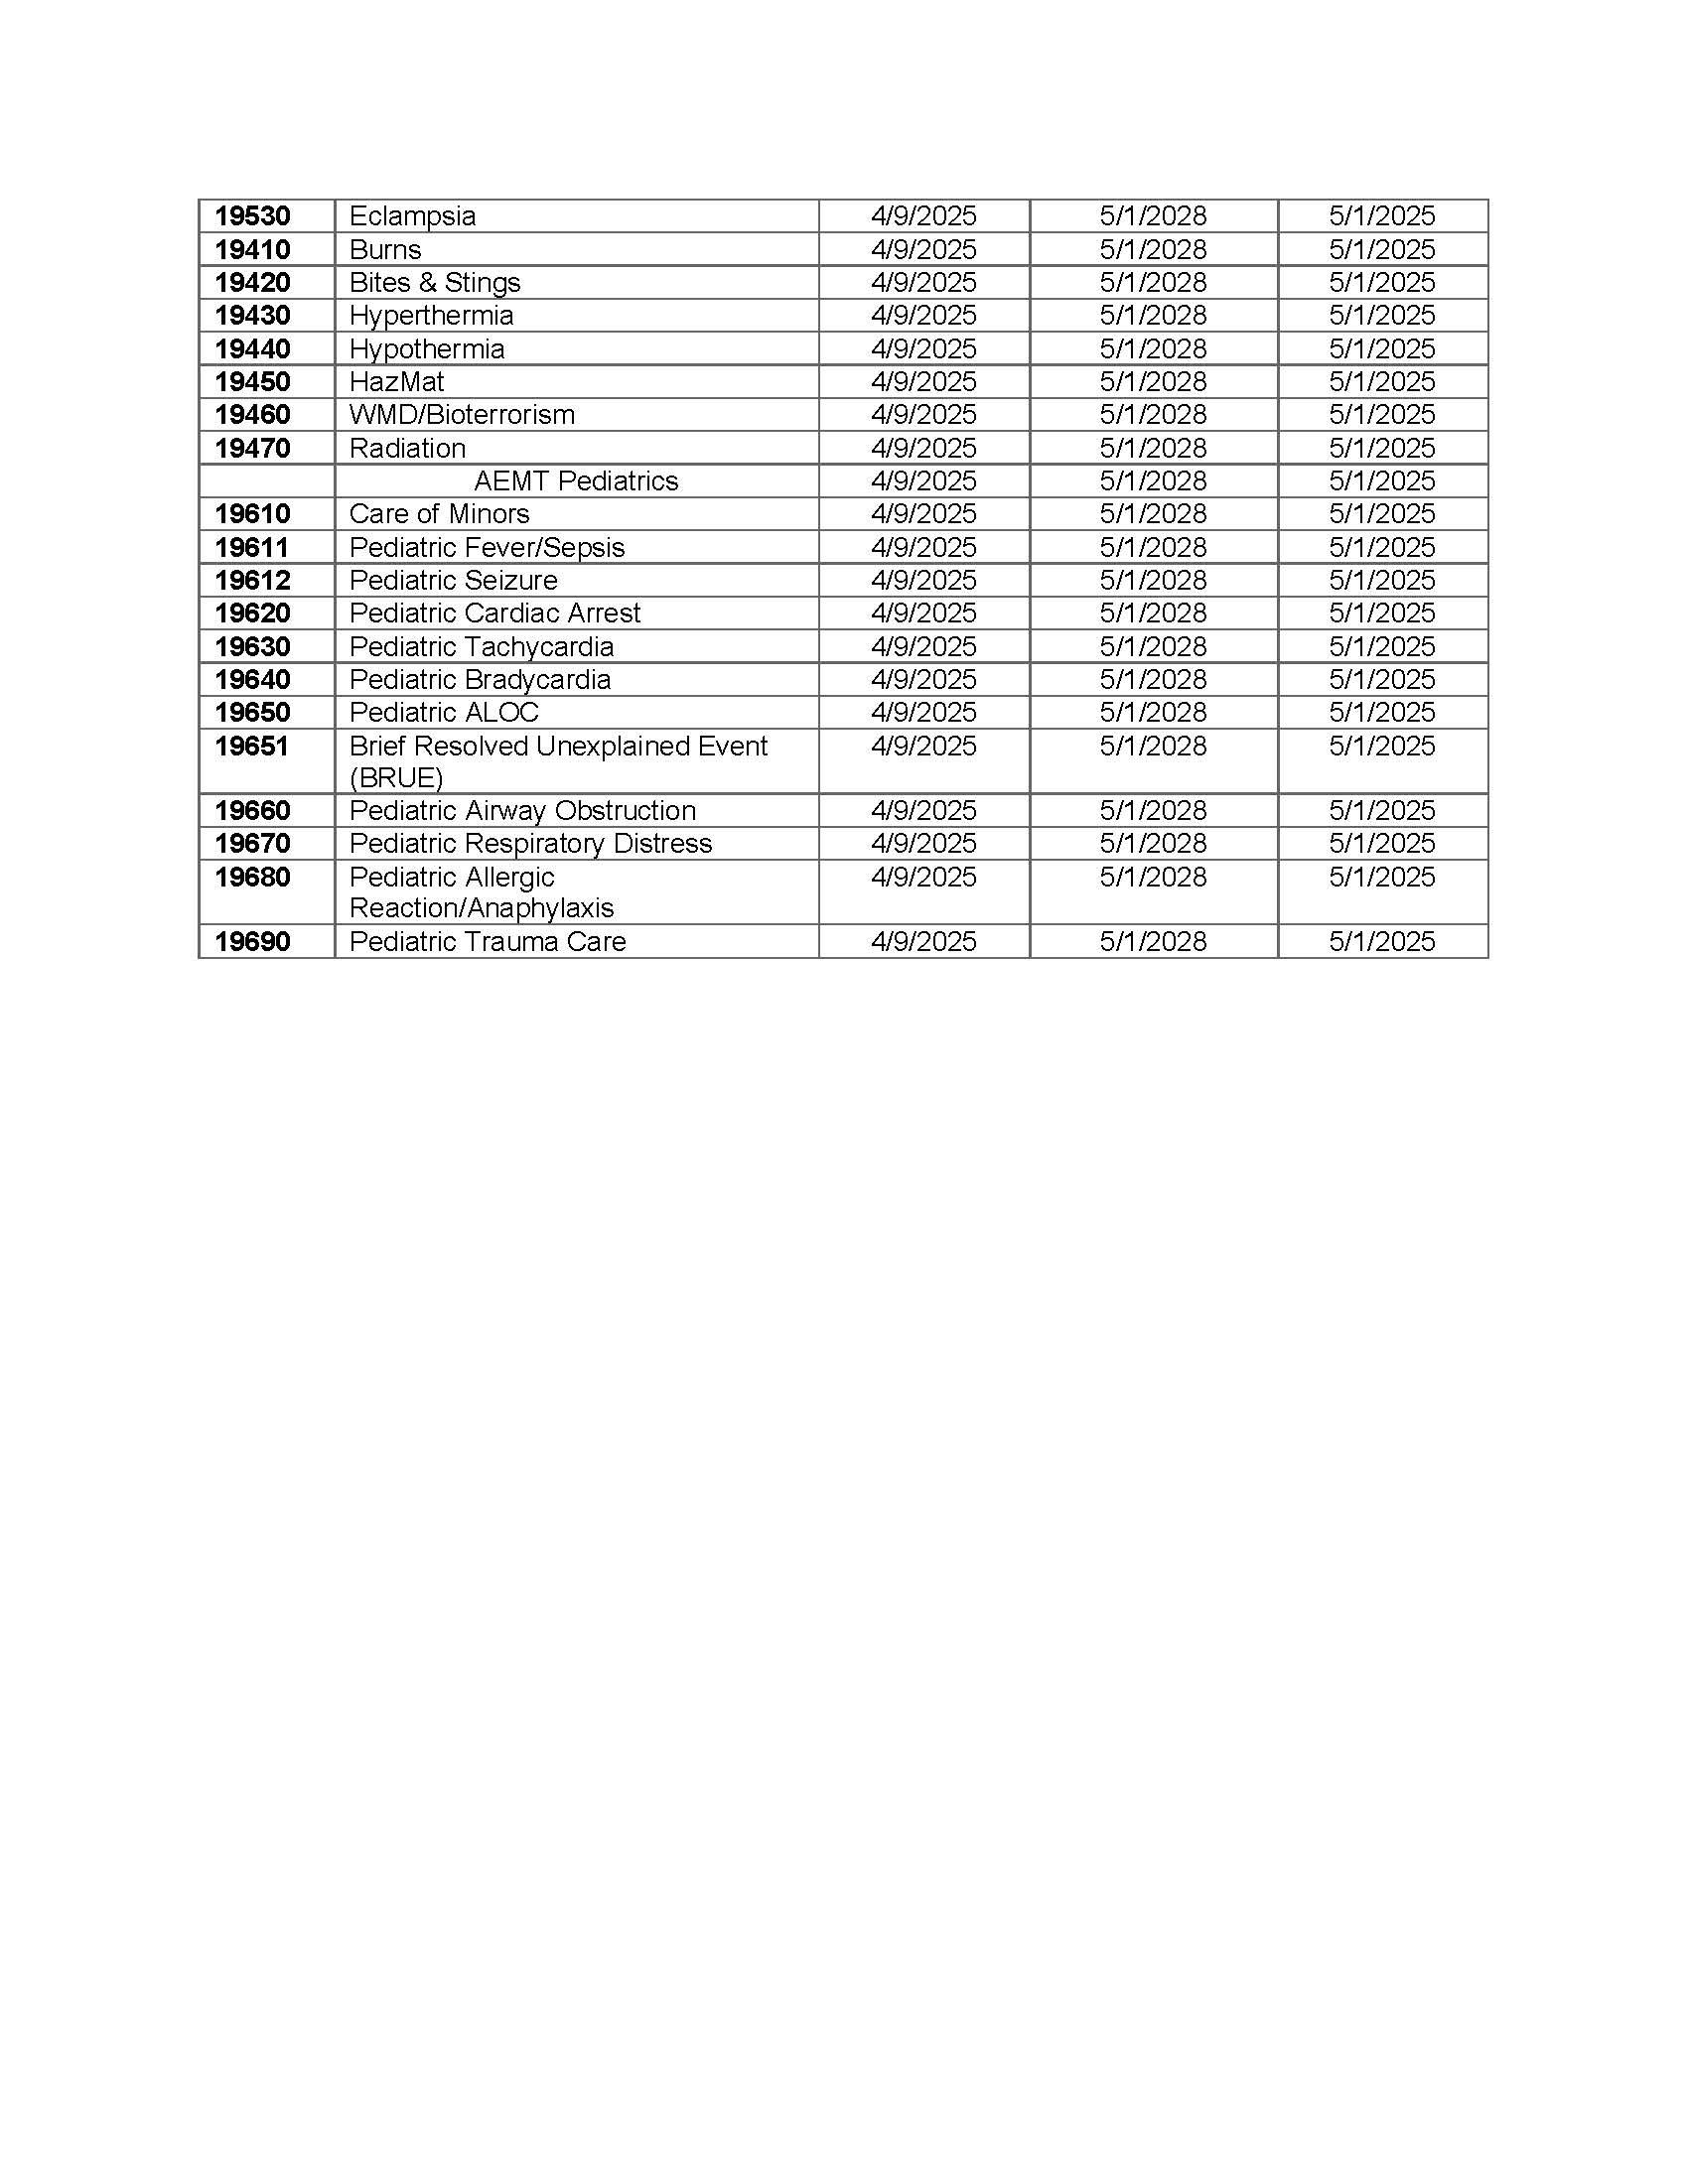 19530 Eclampsia 4/9/2025 5/1/2028 5/1/2025
19410 Burns 4/9/2025 5/1/2028 5/1/2025
19420 Bites & Stings 4/9/2025 5/1/2028 5/1/2025
19430 Hyperthermia 4/9/2025 5/1/2028 5/1/2025
19440 Hypothermia 4/9/2025 5/1/2028 5/1/2025
19450 HazMat 4/9/2025 5/1/2028 5/1/2025
19460 WMD/Bioterrorism 4/9/2025 5/1/2028 5/1/2025
19470 Radiation 4/9/2025 5/1/2028 5/1/2025
AEMT Pediatrics 4/9/2025 5/1/2028 5/1/2025
19610 Care of Minors 4/9/2025 5/1/2028 5/1/2025
19611 Pediatric Fever/Sepsis 4/9/2025 5/1/2028 5/1/2025
19612 Pediatric Seizure 4/9/2025 5/1/2028 5/1/2025
19620 Pediatric Cardiac Arrest 4/9/2025 5/1/2028 5/1/2025
19630 Pediatric Tachycardia 4/9/2025 5/1/2028 5/1/2025
19640 Pediatric Bradycardia 4/9/2025 5/1/2028 5/1/2025
19650 Pediatric ALOC 4/9/2025 5/1/2028 5/1/2025
19651 Brief Resolved Unexplained Event 4/9/2025 5/1/2028 5/1/2025
(BRUE)
19660 Pediatric Airway Obstruction 4/9/2025 5/1/2028 5/1/2025
19670 Pediatric Respiratory Distress 4/9/2025 5/1/2028 5/1/2025
19680 Pediatric Allergic 4/9/2025 5/1/2028 5/1/2025
Reaction/Anaphylaxis
19690 Pediatric Trauma Care 4/9/2025 5/1/2028 5/1/2025